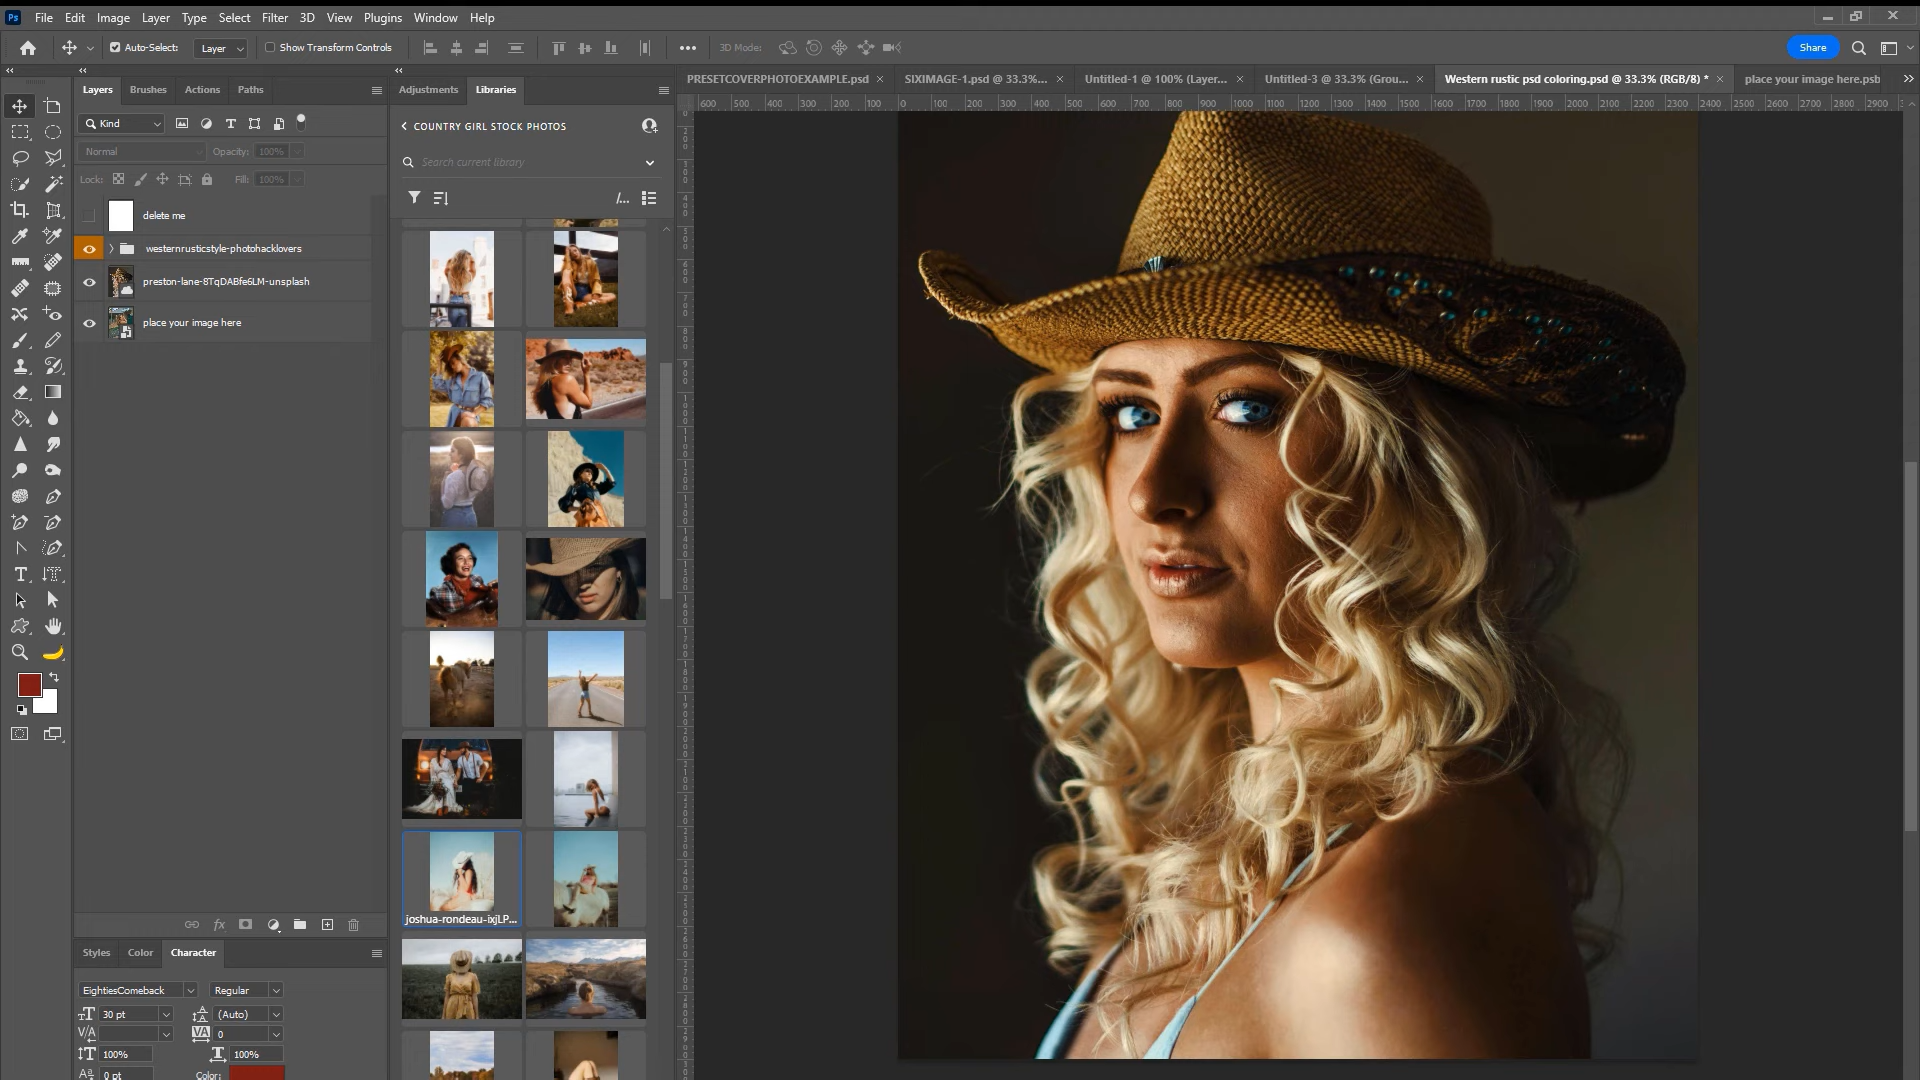 Ps File Edit Image Layer Type Select Filter 3D View Plugins Window Help
Auto-Select: Layer Show Transform Controls 3D Mode: Share
PRESETCOVERPHOTOEXAMPLE.psd SIXIMAGE-1.psd @ 33.3%... Untitled-1 @ 100% (Layer... Untitled-3 @ 33.3% (Grou... Western rustic psd coloring.psd @ 33.3% (RGB/8) * place your image here.psb
Layers Brushes Actions Paths
Adjustments Libraries
600 500 400 300 200 100 0 100 200 300 400 500 600 700 800 900 1000 1100 1200 1300 1400 1500 1600 1700 1800 1900 2000 2100 2200 2300 2400 2500 2600 2700 2800 2900
Kind
COUNTRY GIRL STOCK PHOTOS
Normal Opacity: 100%
Search current library
Lock: Fill: 100%
/...
delete me
westernrusticstyle-photohacklovers
preston-lane-8TqDABfe6LM-unsplash
place your image here
joshua-rondeau-ixjLP...
Styles Color Character
EightiesComeback Regular
30 pt (Auto)
0
100% 100%
0 pt Color: